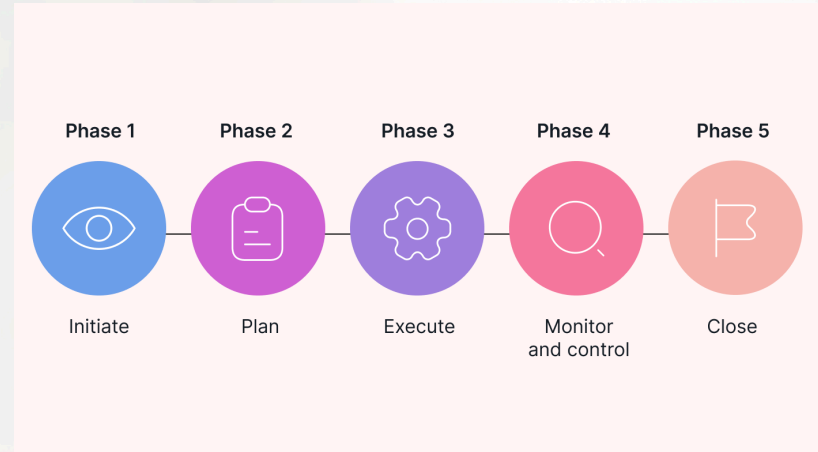 Phase 1
Phase 2
Phase 3
Phase 4
Phase 5
Initiate
Plan
Execute
Monitor
and control
Close